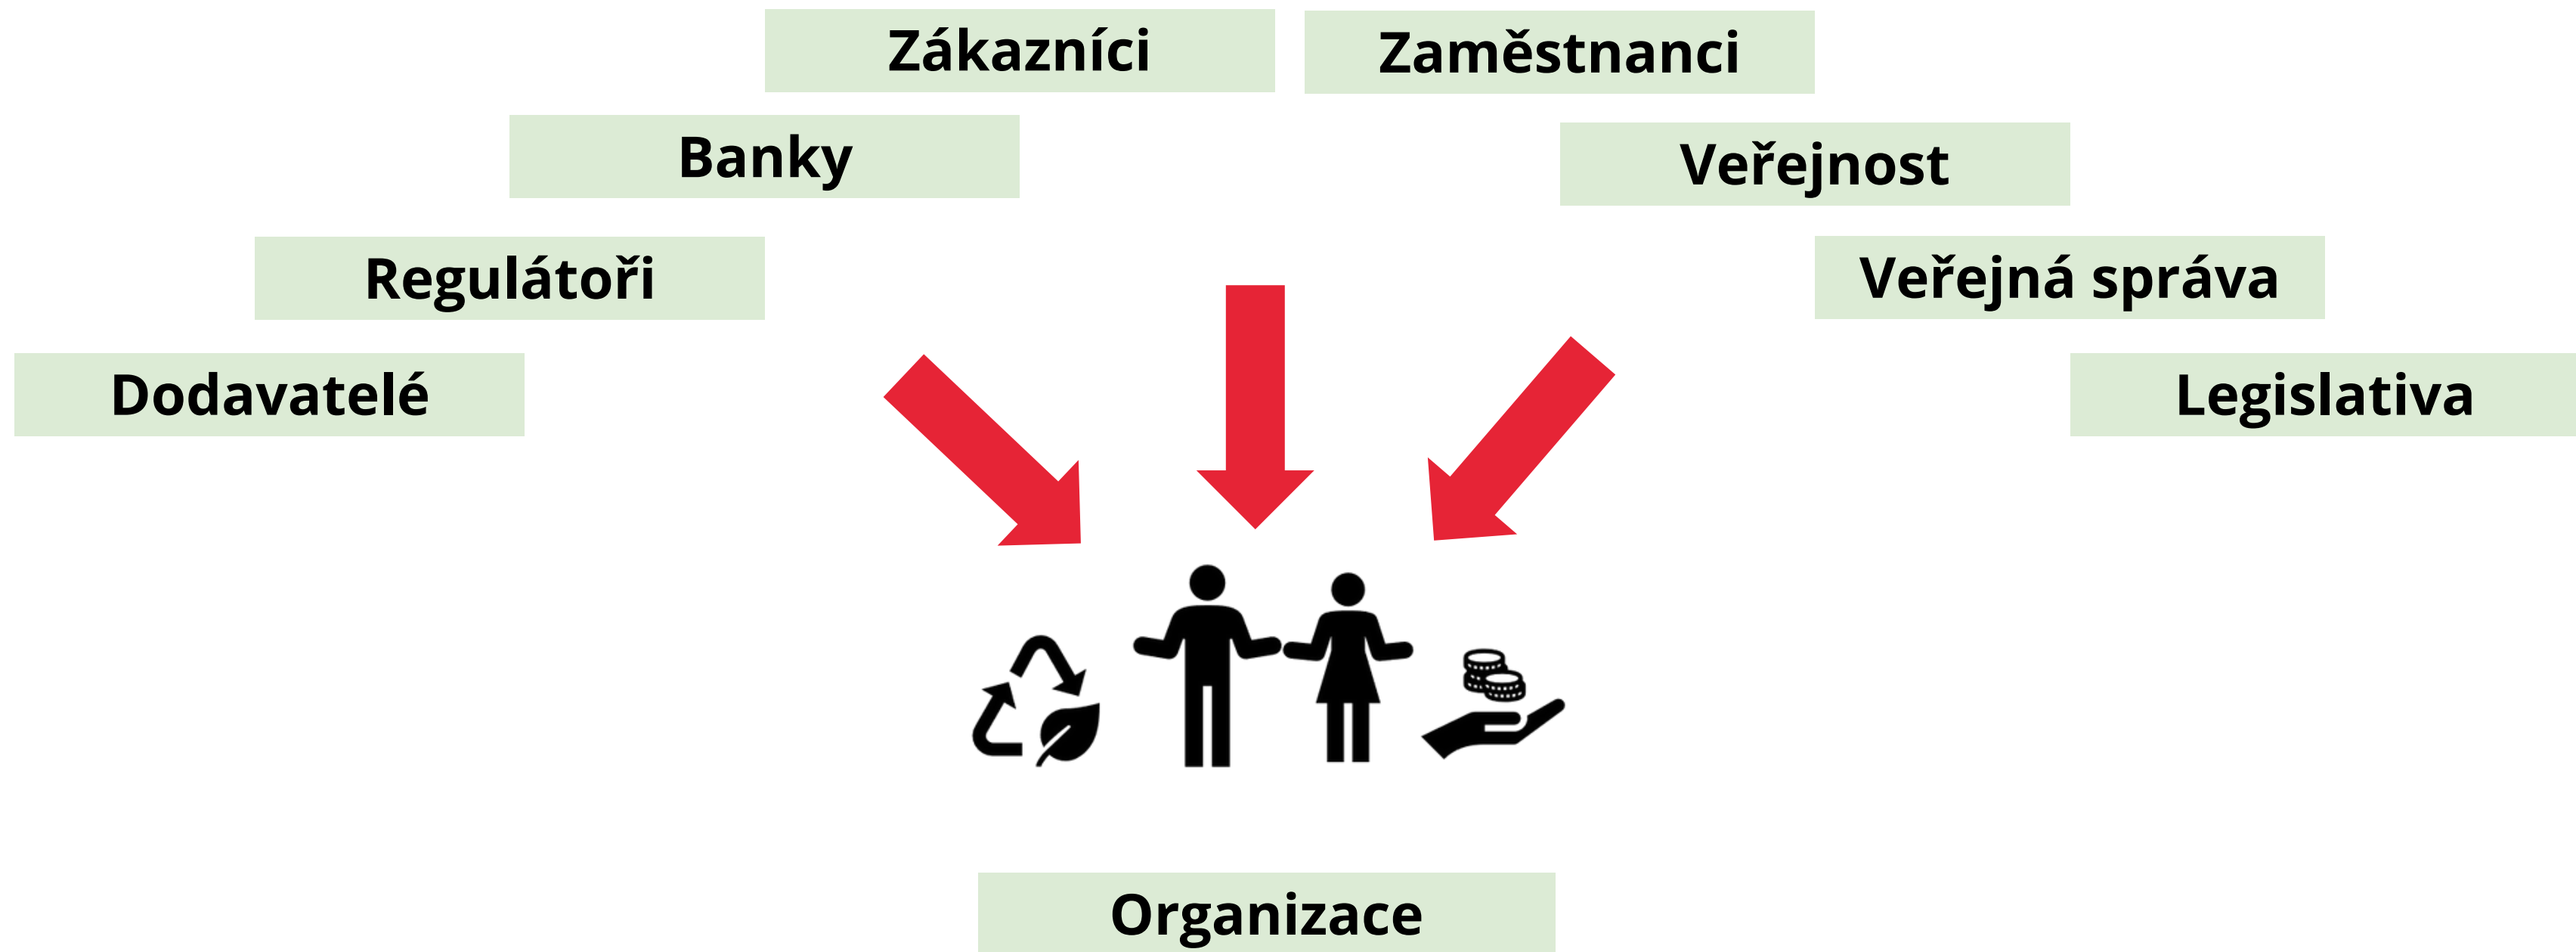 Zákazníci
Zaměstnanci
Banky
Veřejnost
Regulátoři
Veřejná správa
Dodavatelé
Legislativa
Organizace